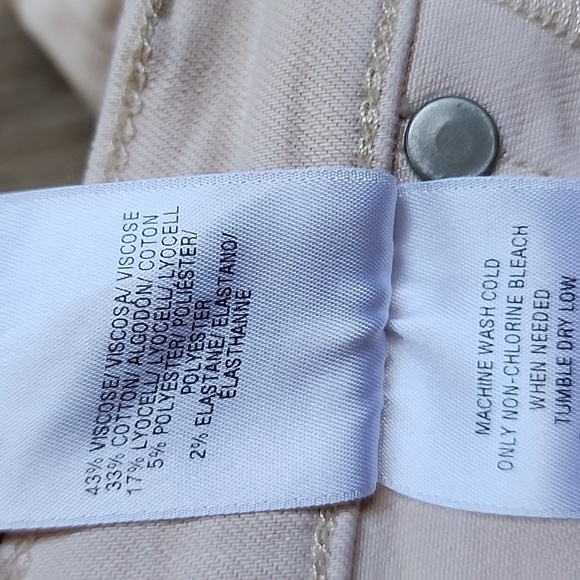 43% VISCOSE/ VISCOSA/ VISCOSE
33% COTTON/ ALGODÓN/ COTON
17% LYOCELL/ LYOCELL/ LYOCELL
5% POLYESTER/ POLIÉSTER/
POLYESTER
2% ELASTANE/ ELASTANO/
ÉLASTHANNE
MACHINE WASH COLD
ONLY NON-CHLORINE BLEACH
WHEN NEEDED
TUMBLE DRY LOW